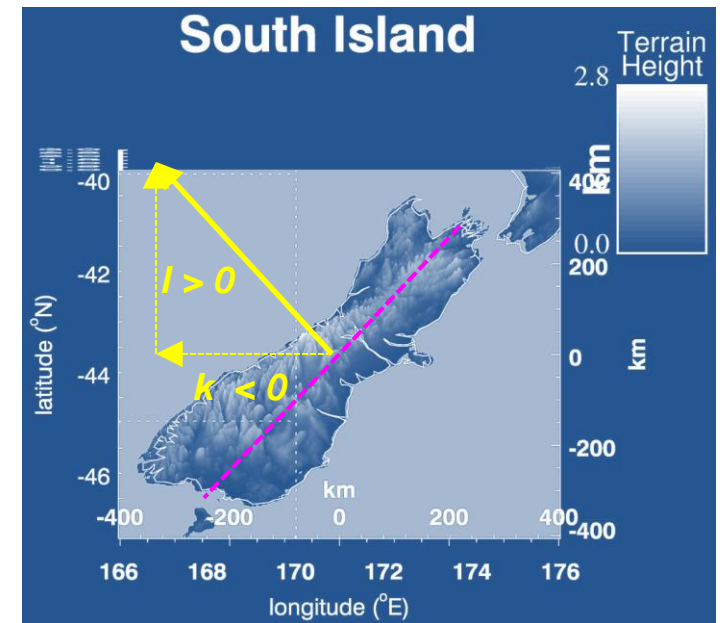 South Island
Terrain
Height
2.8
km
0.0
-40
-42
-44
-46
latitude (°N)
l > 0
k < 0
400
200
0
-200
-400
km
km
-400
-200
0
200
400
166
168
170
172
174
176
longitude (°E)